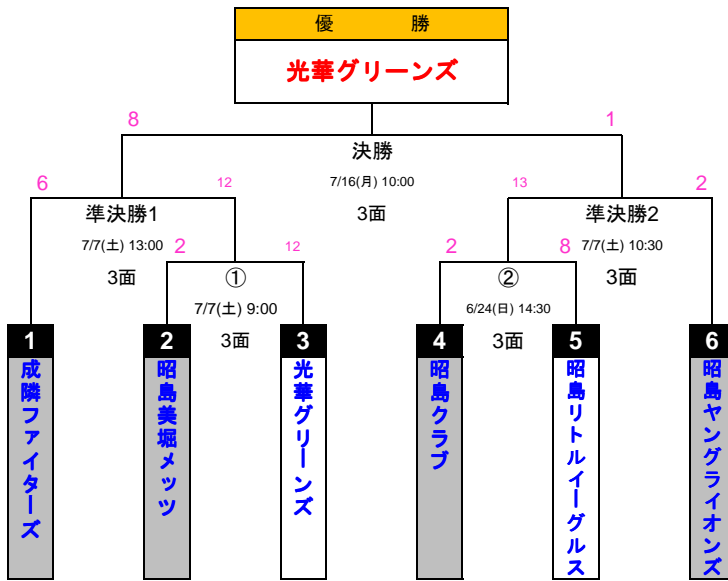 優 勝
光華グリーンズ
8
1
決勝
6
12
7/16(月) 10:00
13
2
準決勝1
3面
準決勝2
7/7(土) 13:00
2
12
2
8
7/7(土) 10:30
3面
①
②
3面
7/7(土) 9:00
6/24(日) 14:30
1
2
3面
3
4
3面
5
6
成隣ファイターズ
昭島美堀メッツ
光華グリーンズ
昭島クラブ
昭島リトルイーグルス
昭島ヤングライオンズ